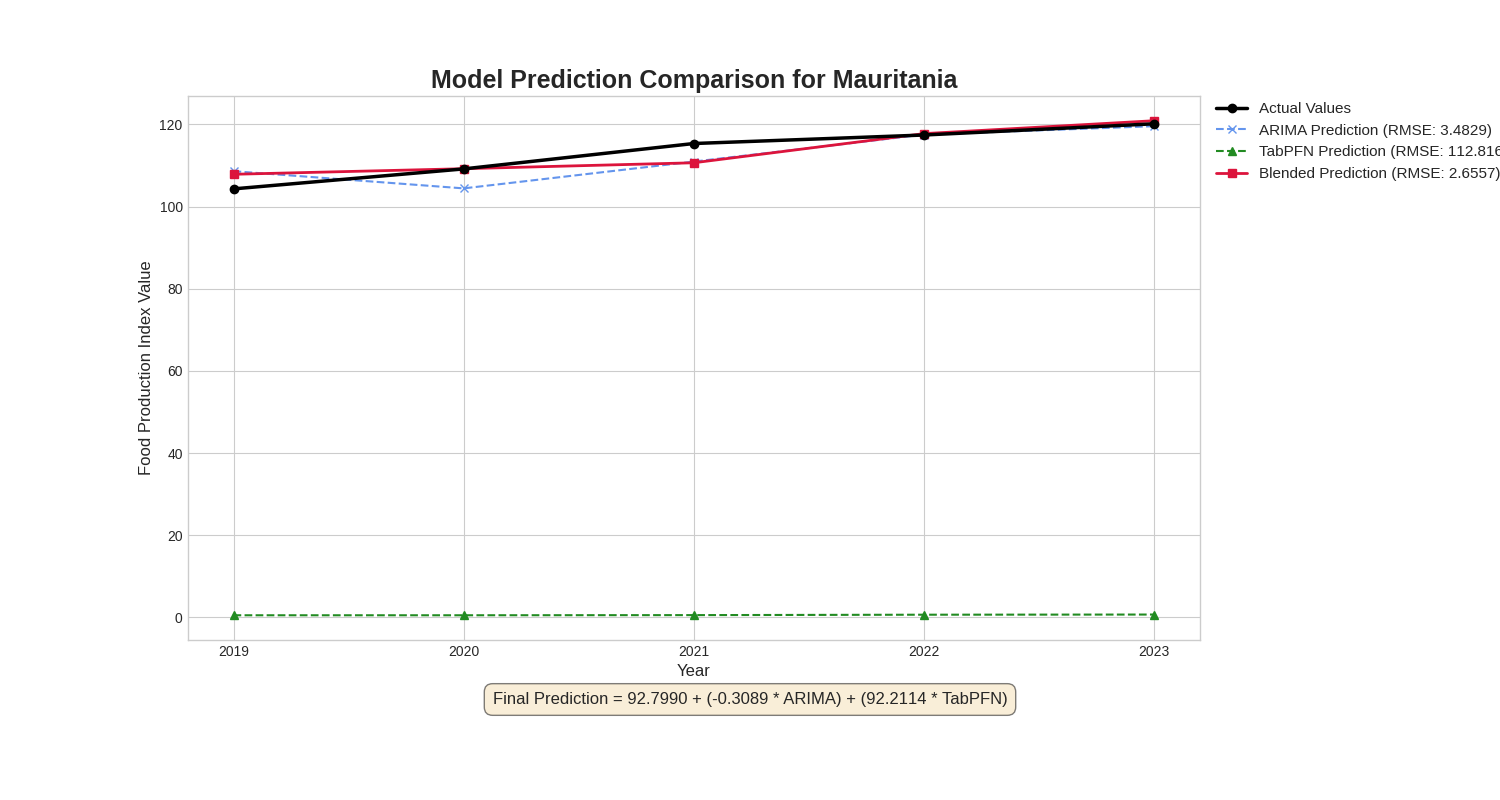 Model Prediction Comparison for Mauritania
Actual Values
ARIMA Prediction (RMSE: 3.4829)
TabPFN Prediction (RMSE: 112.816
Blended Prediction (RMSE: 2.6557)
Food Production Index Value
120
100
80
60
40
20
0
2019 2020 2021 2022 2023
Year
Final Prediction = 92.7990 + (-0.3089 * ARIMA) + (92.2114 * TabPFN)